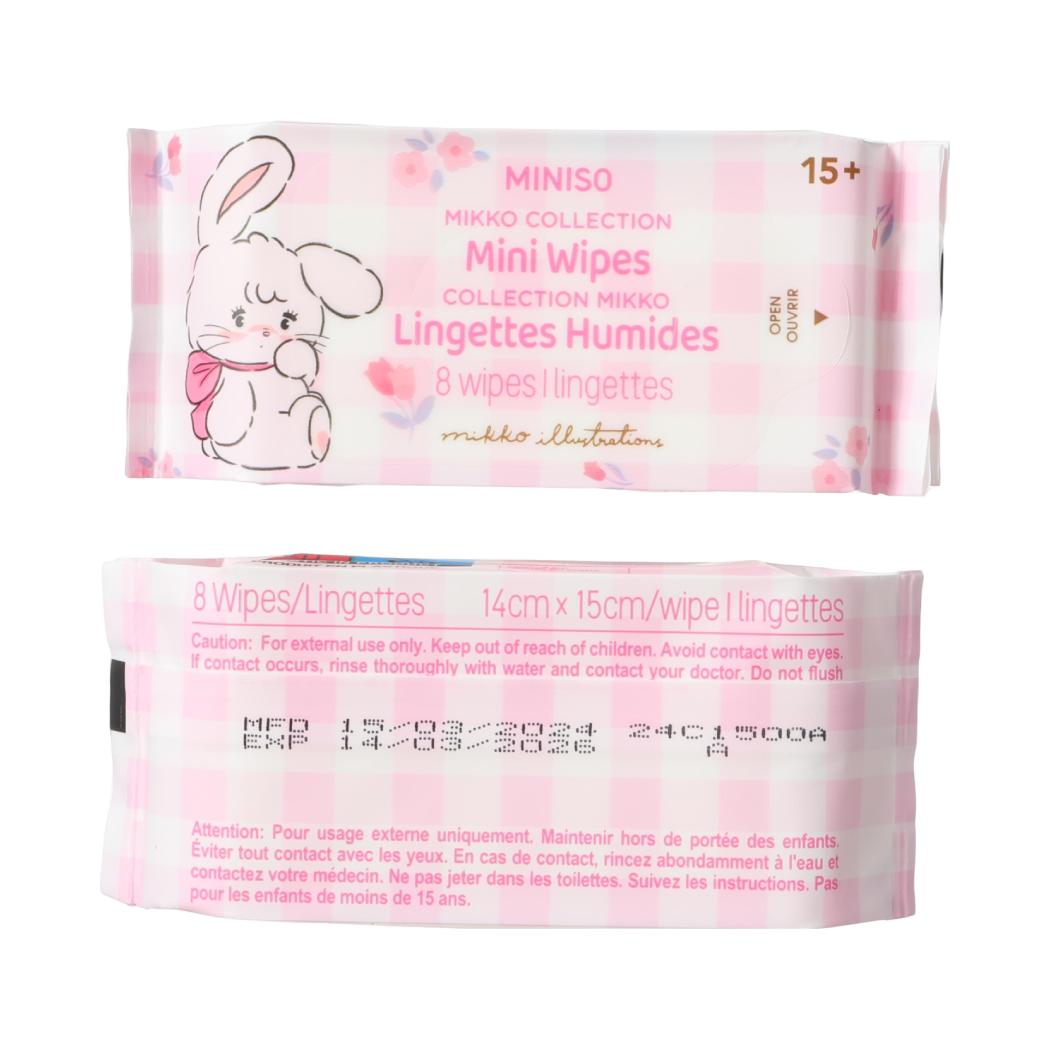 MINISO
15+
MIKKO COLLECTION
Mini Wipes
COLLECTION MIKKO
Lingettes Humides
8 wipes | lingettes
mikko illustrations
OPEN
OUVRIR
8 Wipes/Lingettes 14cm x 15cm/wipe | lingettes
Caution: For external use only. Keep out of reach of children. Avoid contact with eyes.
If contact occurs, rinse thoroughly with water and contact your doctor. Do not flush
MFD 15/03/2024 24C1500A
EXP 14/03/2026 A
Attention: Pour usage externe uniquement. Maintenir hors de portée des enfants.
Éviter tout contact avec les yeux. En cas de contact, rincez abondamment à l'eau et
contactez votre médecin. Ne pas jeter dans les toilettes. Suivez les instructions. Pas
pour les enfants de moins de 15 ans.